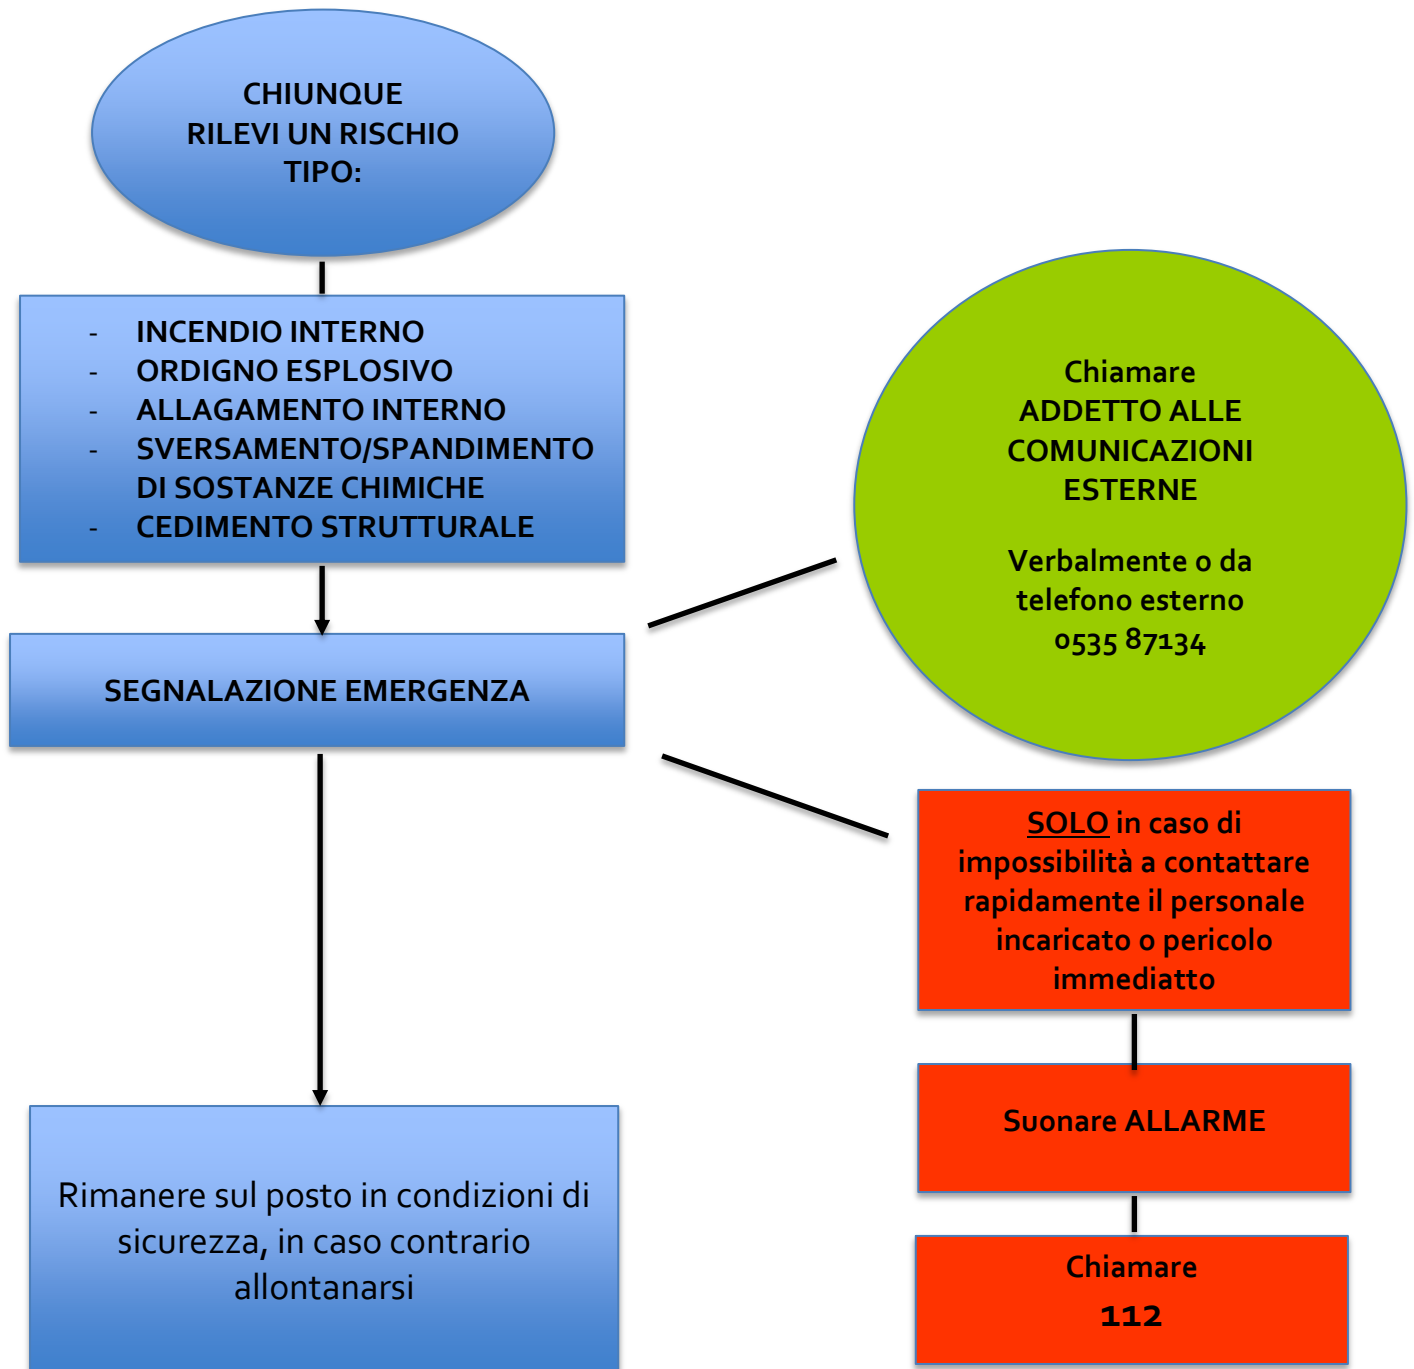 CHIUNQUE
RILEVI UN RISCHIO
TIPO:
- INCENDIO INTERNO
- ORDIGNO ESPLOSIVO
- ALLAGAMENTO INTERNO
- SVERSAMENTO/SPANDIMENTO
DI SOSTANZE CHIMICHE
- CEDIMENTO STRUTTURALE
Chiamare
ADDETTO ALLE
COMUNICAZIONI
ESTERNE
Verbalmente o da
telefono esterno
0535 87134
SEGNALAZIONE EMERGENZA
SOLO in caso di
impossibilità a contattare
rapidamente il personale
incaricato o pericolo
immediatto
Suonare ALLARME
Chiamare
112
Rimanere sul posto in condizioni di
sicurezza, in caso contrario
allontanarsi